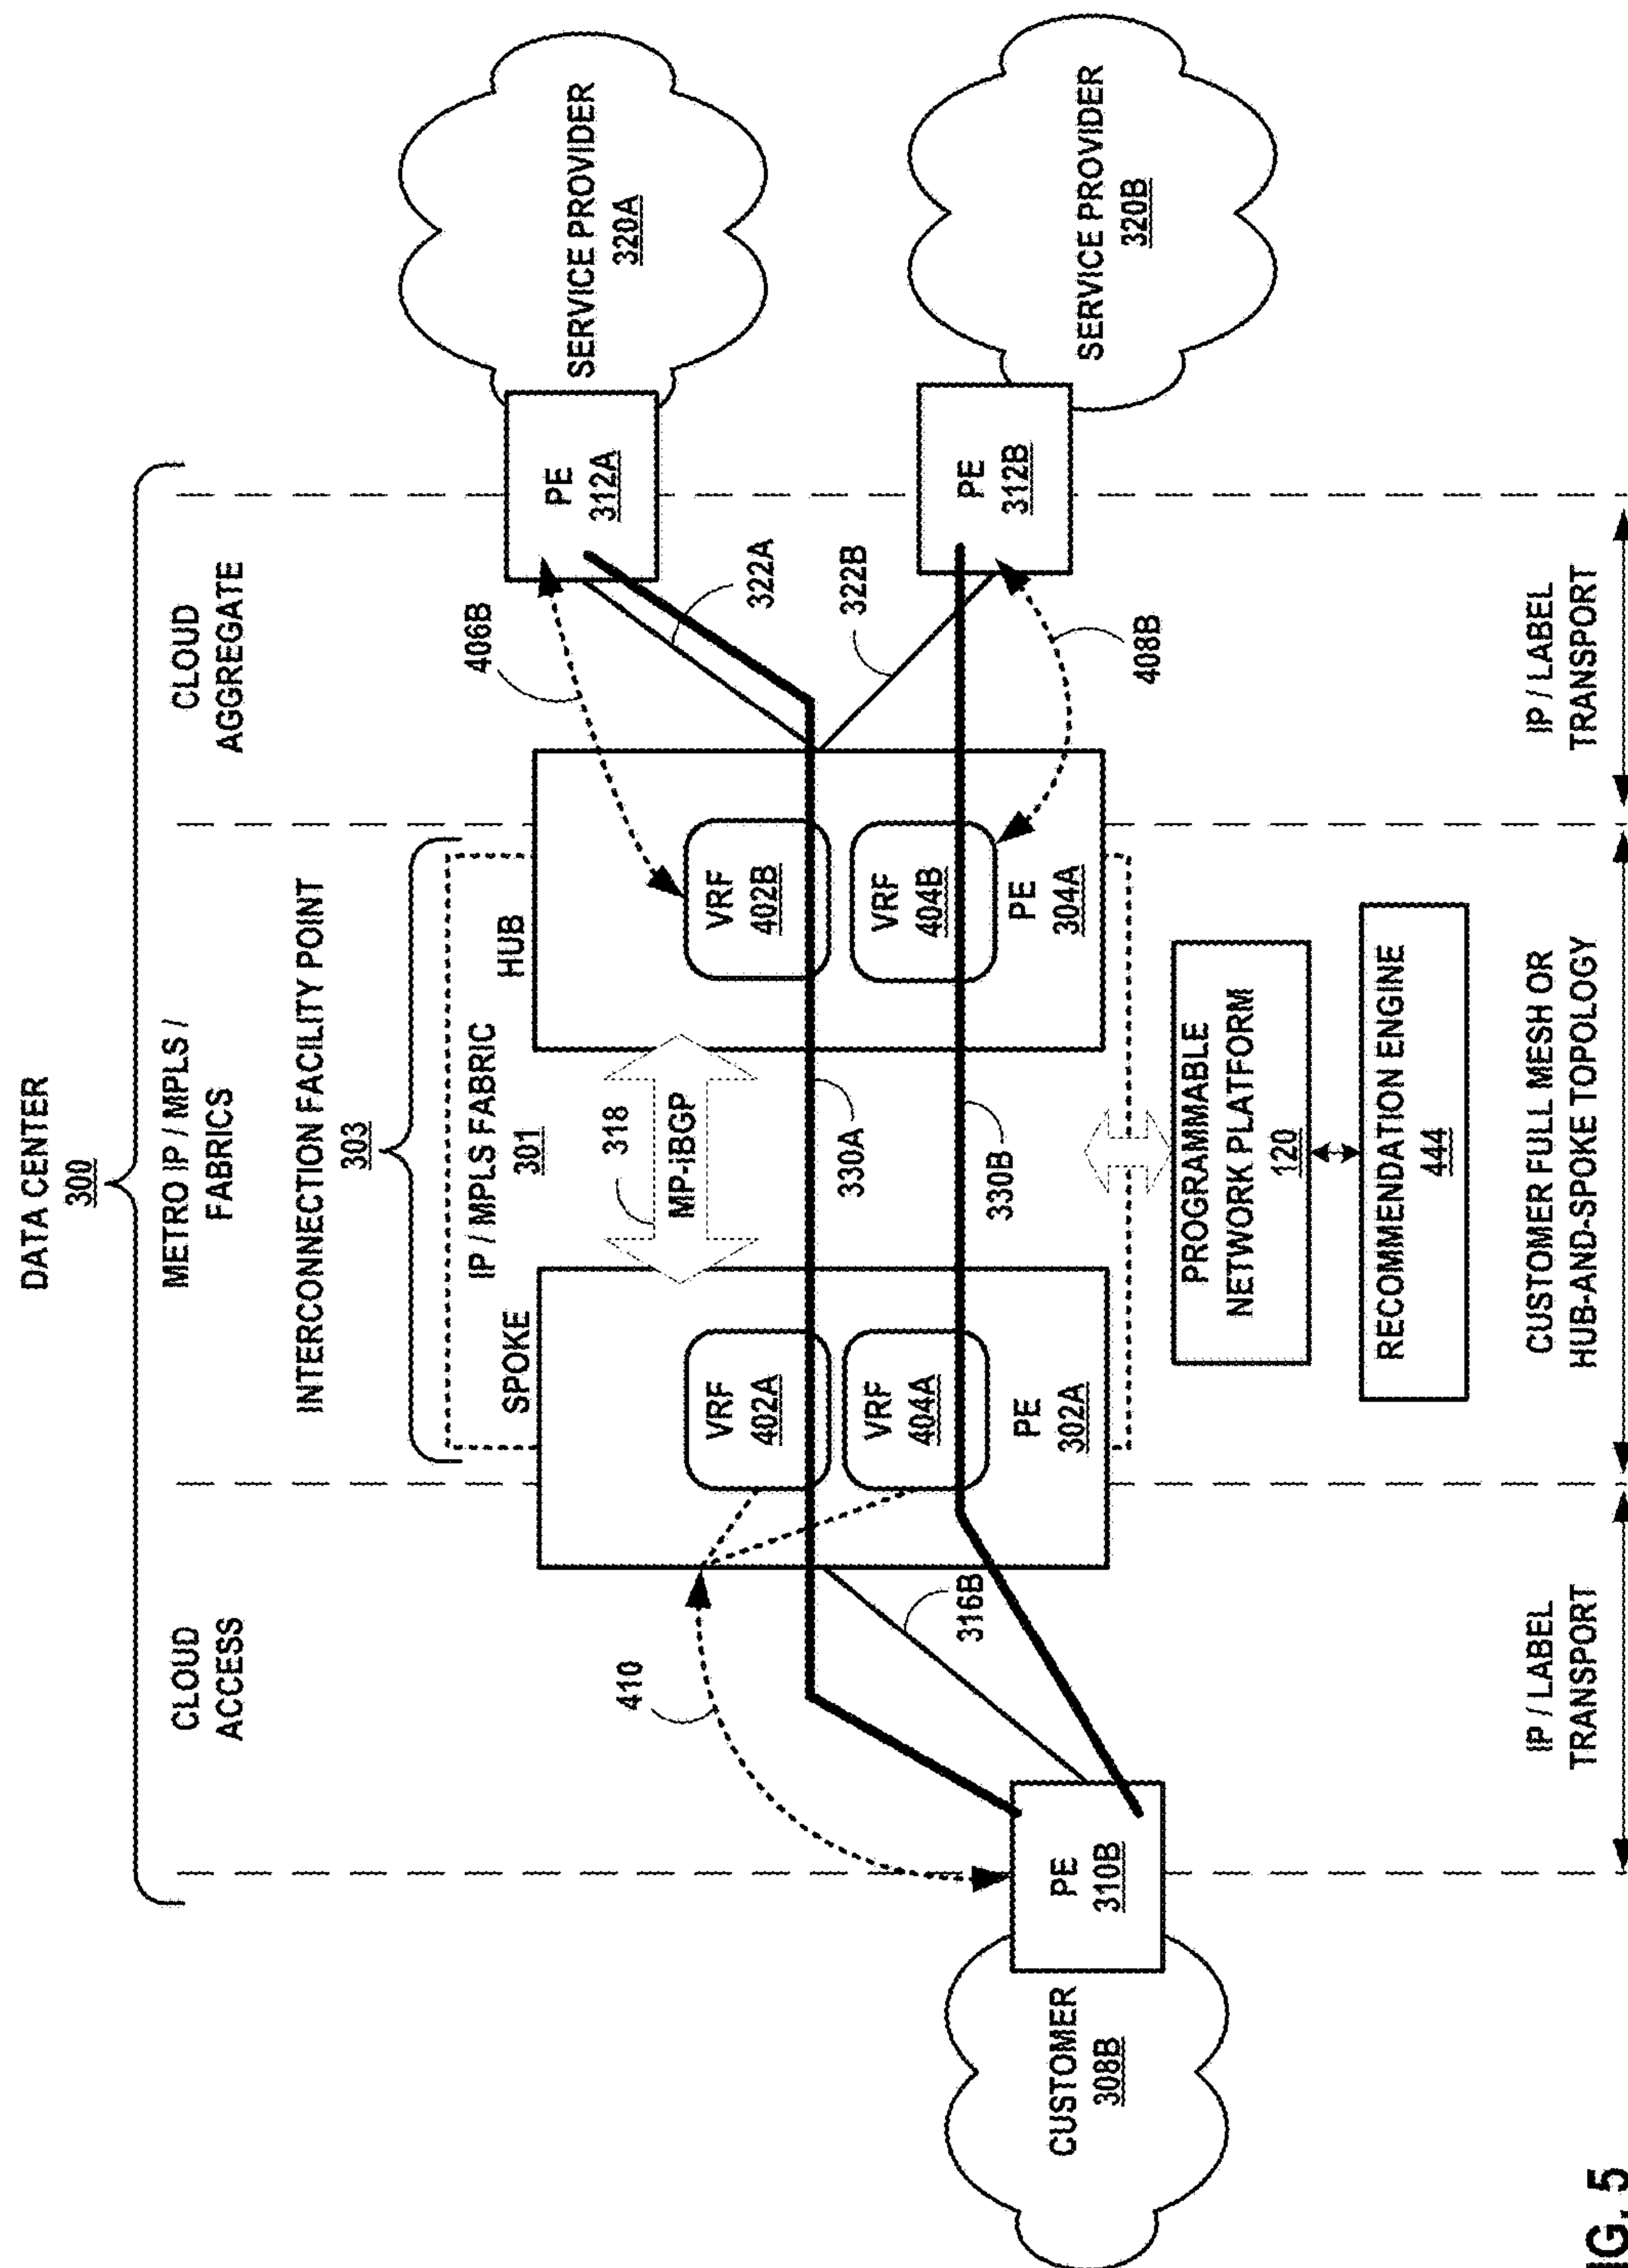 DATA CENTER
300
CLOUD
ACCESS
METRO IP / MPLS /
FABRICS
CLOUD
AGGREGATE
INTERCONNECTION FACILITY POINT
303
IP / MPLS FABRIC
301
SPOKE
HUB
318
MP-iBGP
410
406B
VRF
402A
VRF
402B
330A
322A
VRF
404A
VRF
404B
330B
322B
316B
408B
PE
302A
PE
304A
PE
312A
SERVICE PROVIDER
320A
PE
312B
SERVICE PROVIDER
320B
CUSTOMER
308B
PE
310B
PROGRAMMABLE
NETWORK PLATFORM
120
RECOMMENDATION ENGINE
444
IP / LABEL
TRANSPORT
CUSTOMER FULL MESH OR
HUB-AND-SPOKE TOPOLOGY
IP / LABEL
TRANSPORT
IG. 5